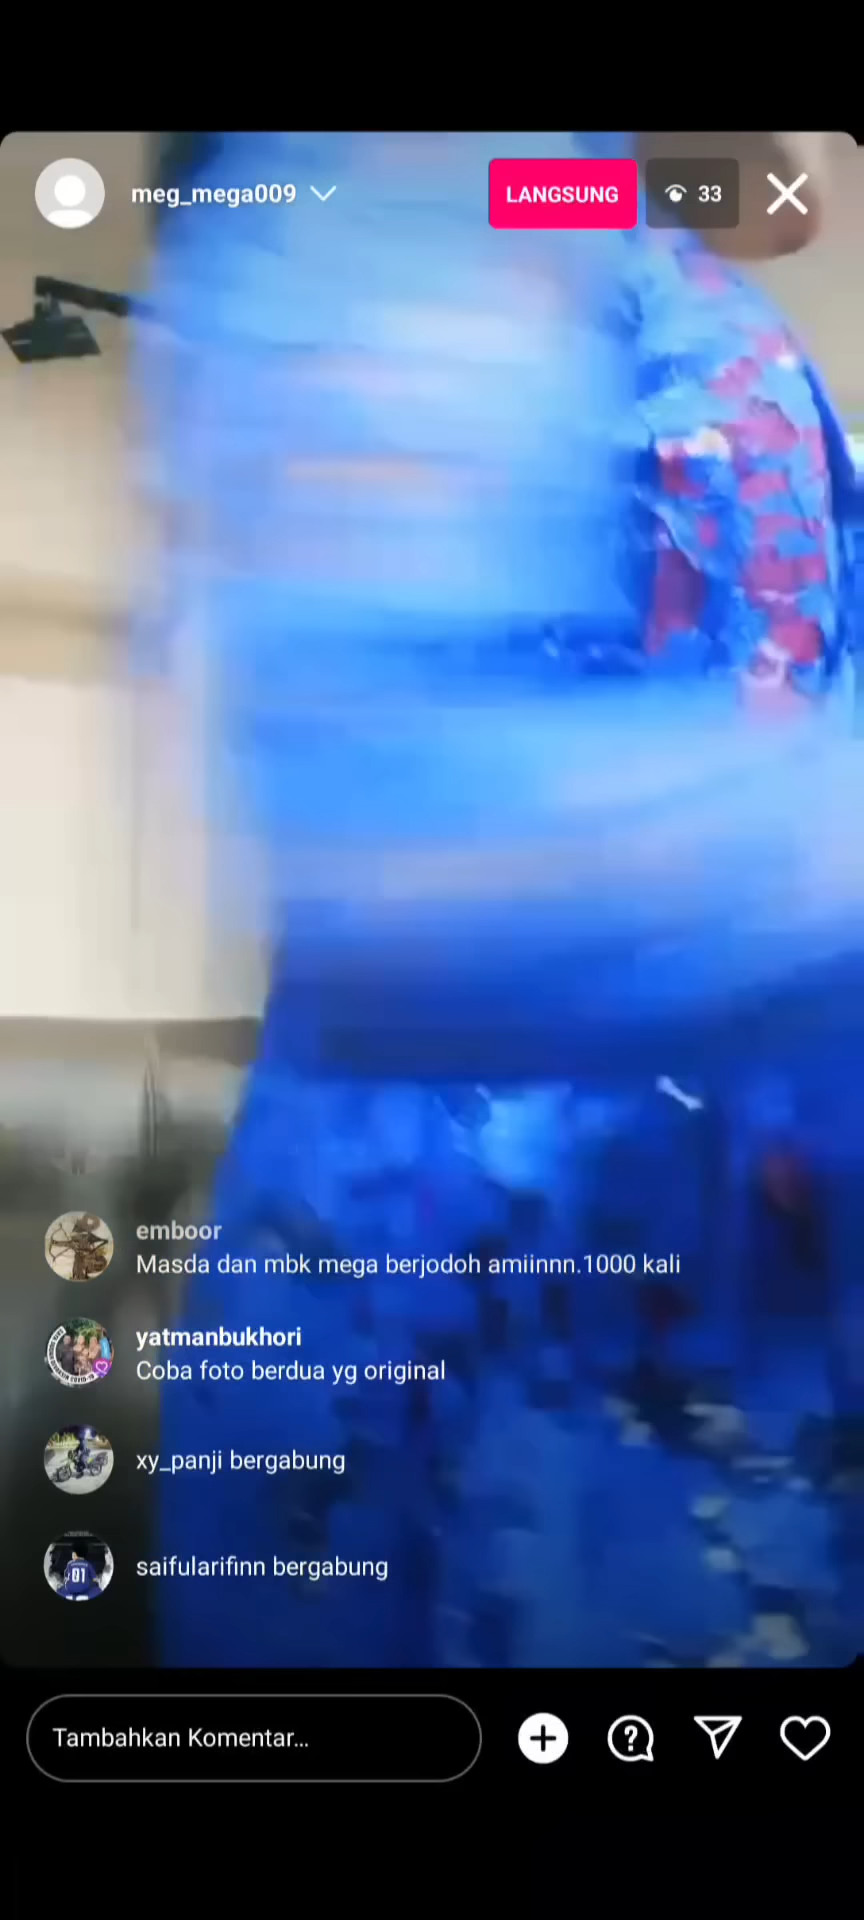 meg_mega009
LANGSUNG
33
emboor
Masda dan mbk mega berjodoh amiinnn.1000 kali
yatmanbukhori
Coba foto berdua yg original
xy_panji bergabung
saifularifinn bergabung
81
Tambahkan Komentar...